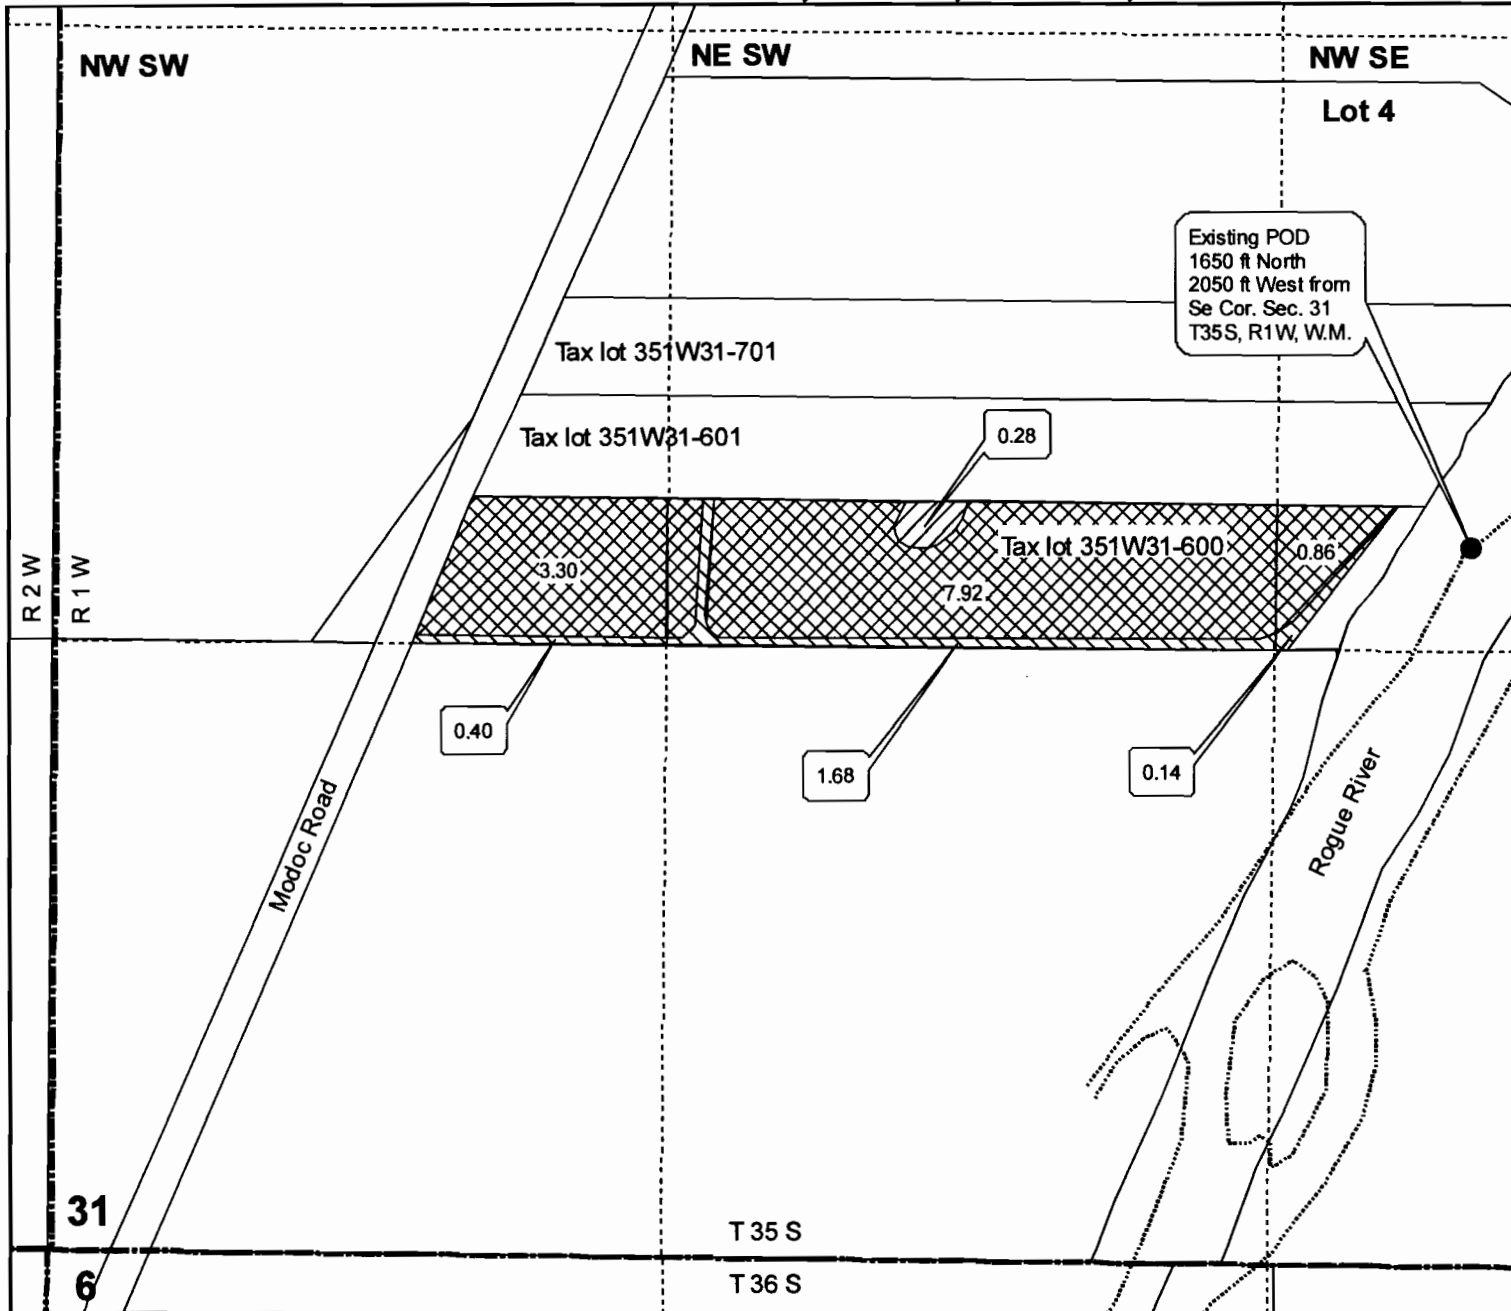 NW SW
NE SW
NW SE
Lot 4
Existing POD
1650 ft North
2050 ft West from
Se Cor. Sec. 31
T35S, R1W, W.M.
Tax lot 351W31-701
Tax lot 351W31-601
0.28
Tax lot 351W31-600
0.86
3.30
7.92
R 2 W
R 1 W
0.40
1.68
0.14
Modoc Road
Rogue River
31
T 35 S
6
T 36 S